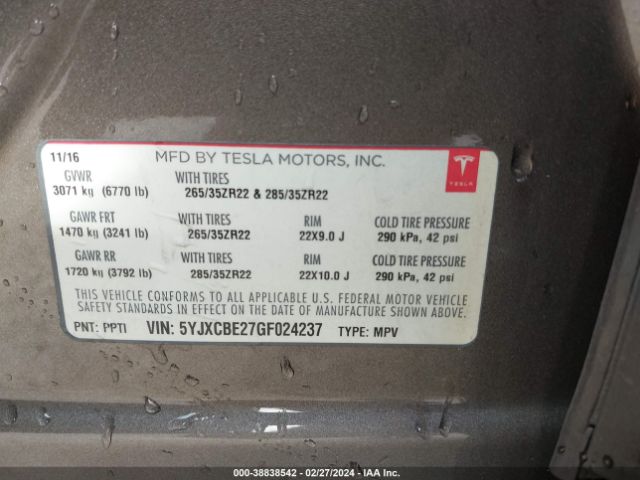 11/16 MFD BY TESLA MOTORS, INC.
GVWR WITH TIRES
3071 kg (6770 lb) 265/35ZR22 & 285/35ZR22
TESLA
GAWR FRT WITH TIRES RIM COLD TIRE PRESSURE
1470 kg (3241 lb) 265/35ZR22 22X9.0 J 290 kPa, 42 psi
GAWR RR WITH TIRES RIM COLD TIRE PRESSURE
1720 kg (3792 lb) 285/35ZR22 22X10.0 J 290 kPa, 42 psi
THIS VEHICLE CONFORMS TO ALL APPLICABLE U.S. FEDERAL MOTOR VEHICLE
SAFETY STANDARDS IN EFFECT ON THE DATE OF MANUFACTURE SHOWN ABOVE.
PNT: PPTI VIN: 5YJXCBE27GF024237 TYPE: MPV
000-38838542 - 02/27/2024 - IAA Inc.